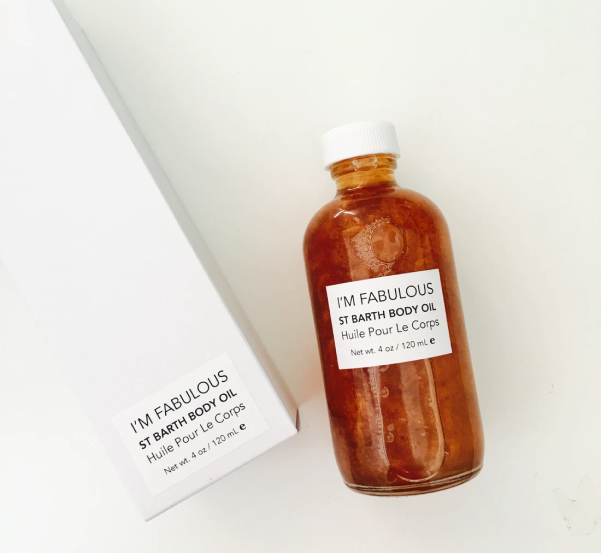 I'M FABULOUS
ST BARTH BODY OIL
Huile Pour Le Corps
Net wt. 4 oz / 120 mL e
I'M FABULOUS
ST BARTH BODY OIL
Huile Pour Le Corps
Net wt. 4 oz / 120 mL e